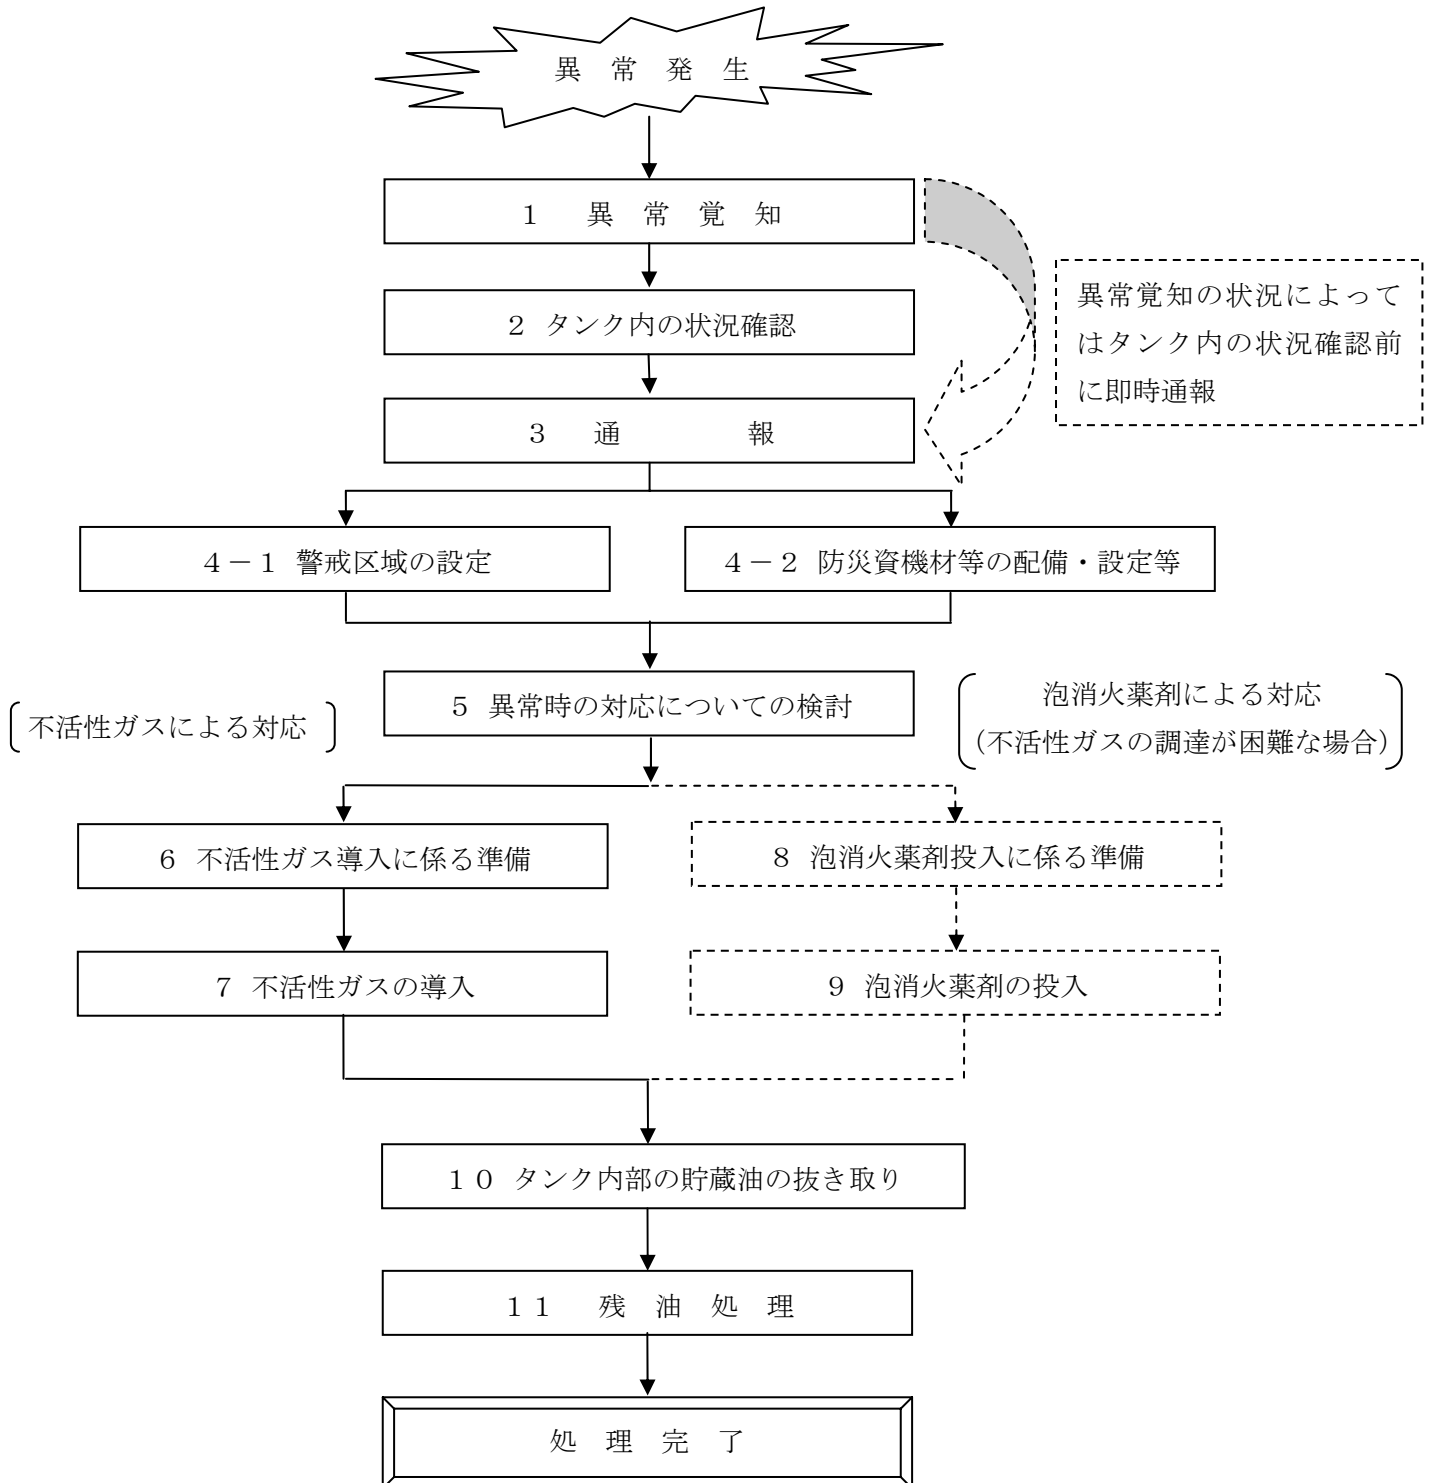 異　常　発　生
１　異　常　覚　知
２ タンク内の状況確認
異常覚知の状況によって
はタンク内の状況確認前
に即時通報
３　通　　　　報
４－１ 警戒区域の設定
４－２ 防災資機材等の配備・設定等
５ 異常時の対応についての検討
不活性ガスによる対応
泡消火薬剤による対応
（不活性ガスの調達が困難な場合）
６ 不活性ガス導入に係る準備
８ 泡消火薬剤投入に係る準備
７ 不活性ガスの導入
９ 泡消火薬剤の投入
１０ タンク内部の貯蔵油の抜き取り
１１　残　油　処　理
処　理　完　了